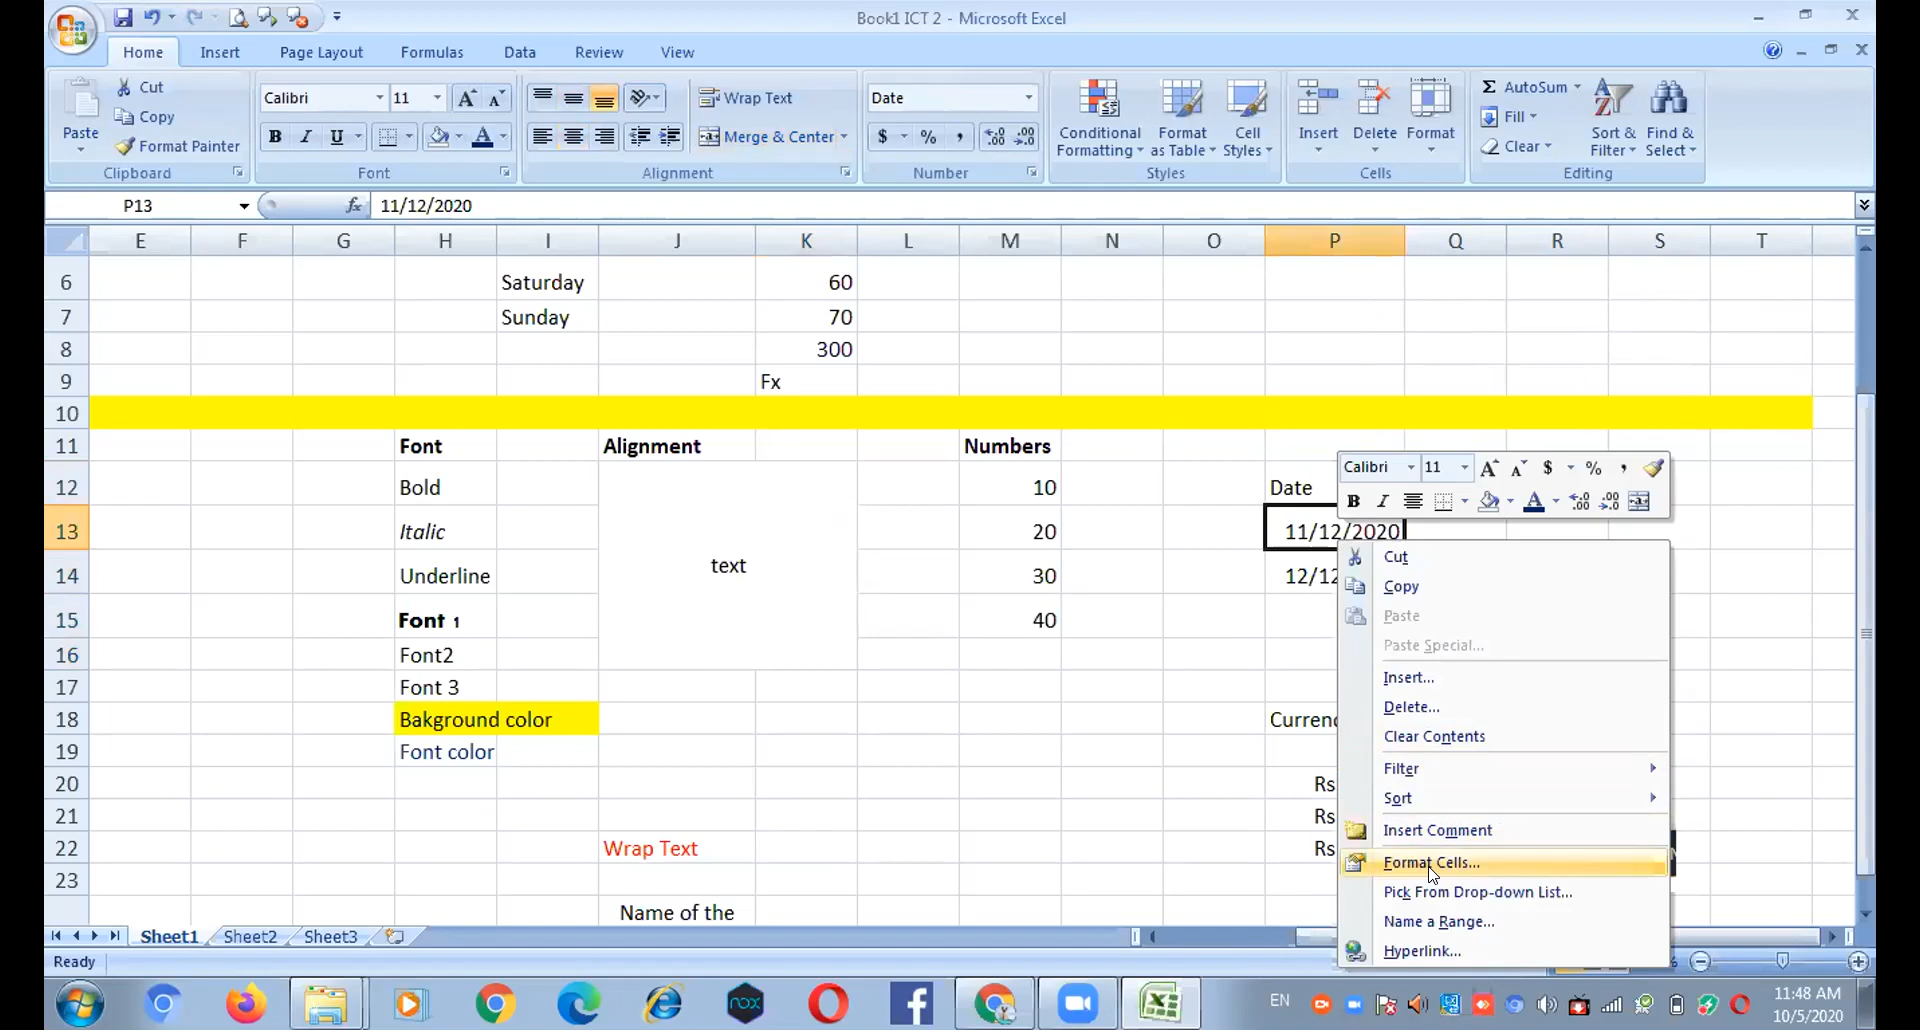 Book1 ICT 2 - Microsoft Excel
Home Insert Page Layout Formulas Data Review View
Paste
Cut
Copy
Format Painter
Clipboard
Calibri 11
B I U A
Font
Wrap Text
Merge & Center
Alignment
Date
$ % ,
Number
Conditional Formatting
Format as Table
Cell Styles
Styles
Insert Delete Format
Cells
AutoSum
Fill
Clear
Sort & Filter
Find & Select
Editing
P13 fx 11/12/2020
E F G H I J K L M N O P Q R S T
6 Saturday 60
7 Sunday 70
8 300
9 Fx
10
11 Font Alignment Numbers
12 Bold 10 Date
13 Italic 20 11/12/2020
text
14 Underline 30 12/12
15 Font 1 40
16 Font2
17 Font 3
18 Bakground color Currenc
19 Font color
20 Rs
21 Rs
22 Wrap Text Rs
23
Name of the
Calibri 11 A A $ % ,
B I A
Cut
Copy
Paste
Paste Special...
Insert...
Delete...
Clear Contents
Filter
Sort
Insert Comment
Format Cells...
Pick From Drop-down List...
Name a Range...
Hyperlink...
Sheet1 Sheet2 Sheet3
Ready
nox
EN
11:48 AM
10/5/2020